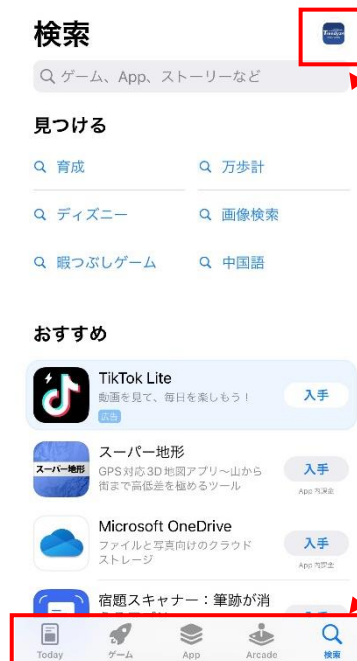 検索
ゲーム、App、ストーリーなど
見つける
育成
万歩計
ディズニー
画像検索
暇つぶしゲーム
中国語
おすすめ
TikTok Lite
動画を見て、毎日を楽しもう！
広告
入手
スーパー地形
スーパー地形
GPS対応3D地図アプリ〜山から
街まで高低差を極めるツール
入手
App 内課金
Microsoft OneDrive
ファイルと写真向けのクラウド
ストレージ
入手
App 内課金
宿題スキャナー：筆跡が消
Today
ゲーム
App
Arcade
検索